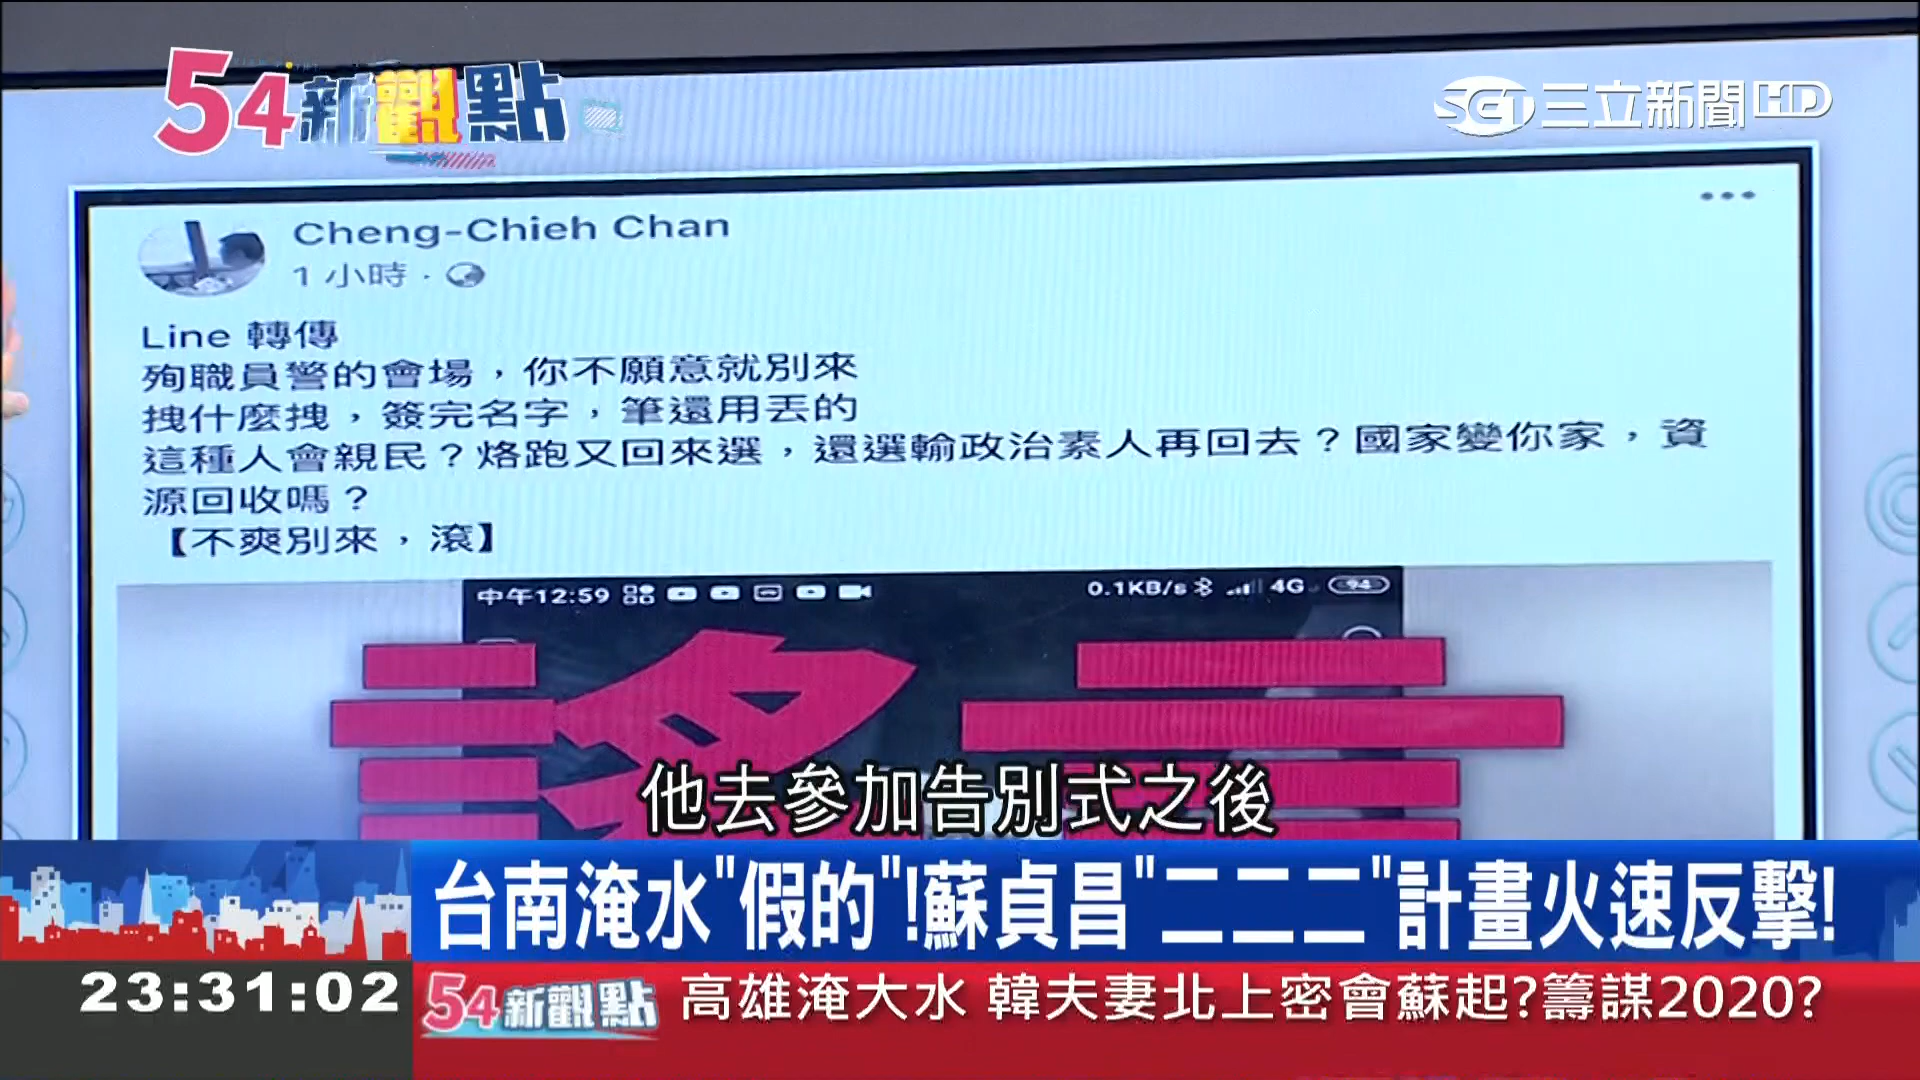 54新觀點
SET三立新聞HD
Cheng-Chieh Chan
1 小時 ·
Line 轉傳
殉職員警的會場，你不願意就別來
拽什麼拽，簽完名字，筆還用丟的
這種人會親民？烙跑又回來選，還選輸政治素人再回去？國家變你家，資
源回收嗎？
【不爽別來，滾】
中午12:59
0.1KB/s 4G 94
謠言
他去參加告別式之後
台南淹水"假的"!蘇貞昌"二二二"計畫火速反擊!
23:31:02
54新觀點
高雄淹大水 韓夫妻北上密會蘇起?籌謀2020?